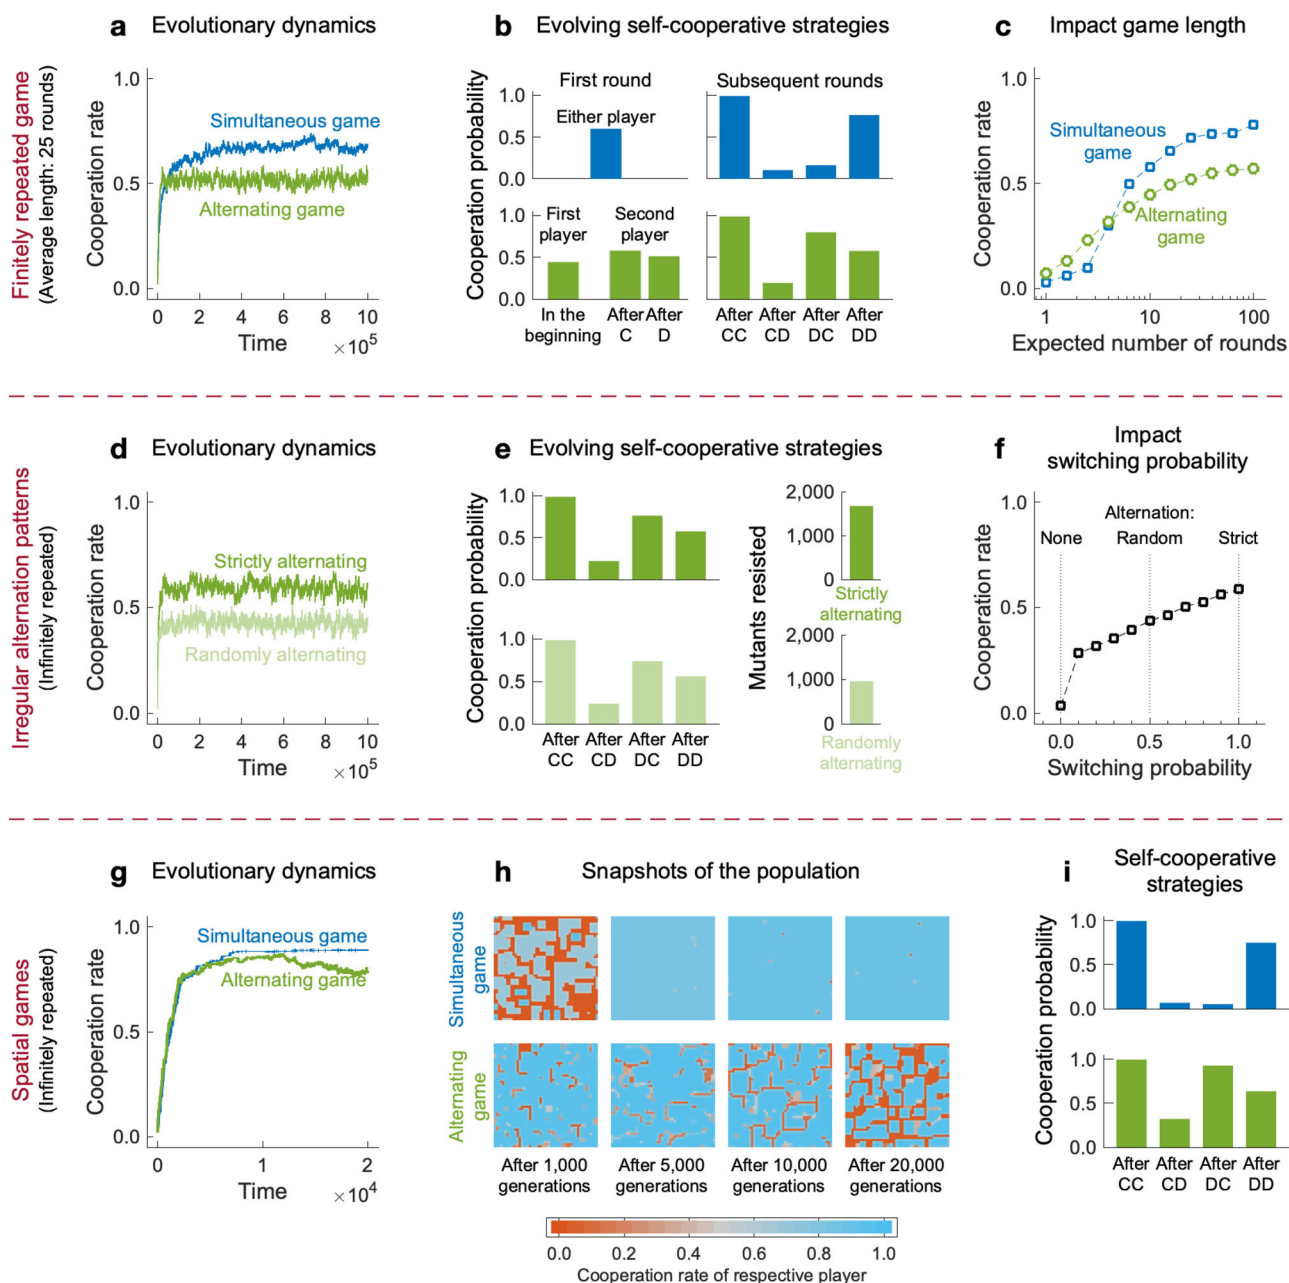 a Evolutionary dynamics
Finitely repeated game
(Average length: 25 rounds)
Cooperation rate
1.0
0.5
0.0
Simultaneous game
Alternating game
0 2 4 6 8 10
Time ×10⁵
b Evolving self-cooperative strategies
Cooperation probability
First round
Either player
1.0
0.5
0.0
Subsequent rounds
1.0
0.5
0.0
First
player
Second
player
In the
beginning
After
C
After
D
After
CC
After
CD
After
DC
After
DD
c Impact game length
Cooperation rate
1.0
0.5
0.0
Simultaneous
game
Alternating
game
1 10 100
Expected number of rounds
d Evolutionary dynamics
Irregular alternation patterns
(Infinitely repeated)
Cooperation rate
1.0
0.5
0.0
Strictly alternating
Randomly alternating
0 2 4 6 8 10
Time ×10⁵
e Evolving self-cooperative strategies
Cooperation probability
1.0
0.5
0.0
1.0
0.5
0.0
After
CC
After
CD
After
DC
After
DD
Mutants resisted
2,000
1,000
0
Strictly
alternating
2,000
1,000
0
Randomly
alternating
f Impact
switching probability
Cooperation rate
1.0
0.5
0.0
Alternation:
None Random Strict
0.0 0.5 1.0
Switching probability
g Evolutionary dynamics
Spatial games
(Infinitely repeated)
Cooperation rate
1.0
0.5
0.0
Simultaneous game
Alternating game
0 1 2
Time ×10⁴
h Snapshots of the population
Simultaneous
game
Alternating
game
After 1,000
generations
After 5,000
generations
After 10,000
generations
After 20,000
generations
0.0 0.2 0.4 0.6 0.8 1.0
Cooperation rate of respective player
i Self-cooperative
strategies
Cooperation probability
1.0
0.5
0.0
1.0
0.5
0.0
After
CC
After
CD
After
DC
After
DD